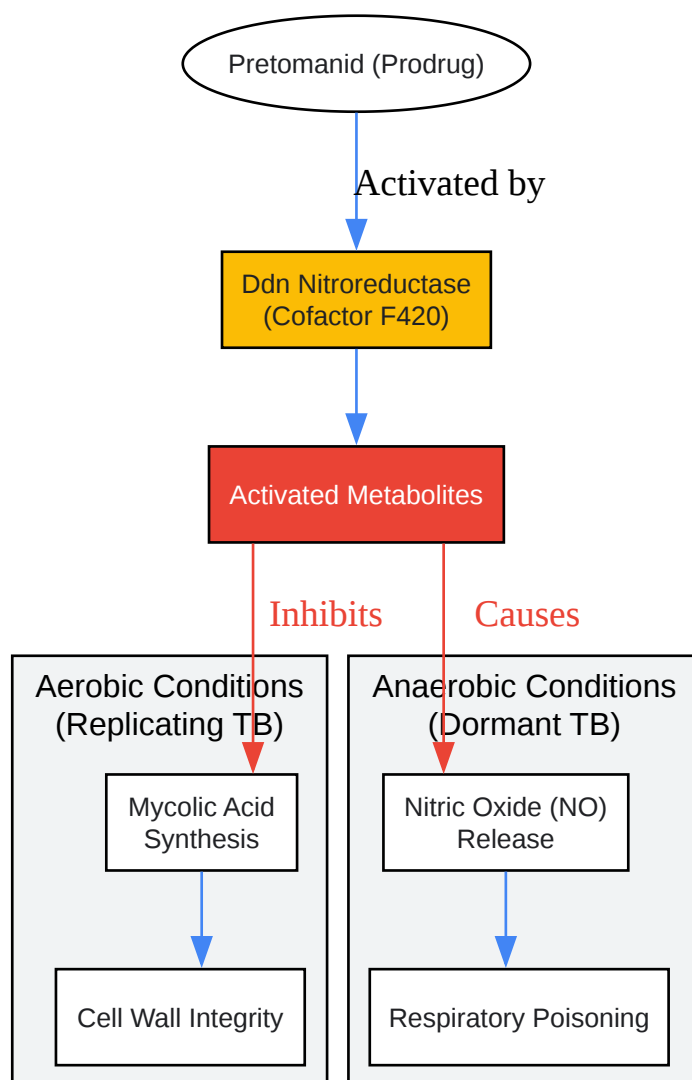 Pretomanid (Prodrug)
Activated by
Ddn Nitroreductase
(Cofactor F420)
Activated Metabolites
Inhibits
Causes
Aerobic Conditions
(Replicating TB)
Anaerobic Conditions
(Dormant TB)
Mycolic Acid
Synthesis
Nitric Oxide (NO)
Release
Cell Wall Integrity
Respiratory Poisoning